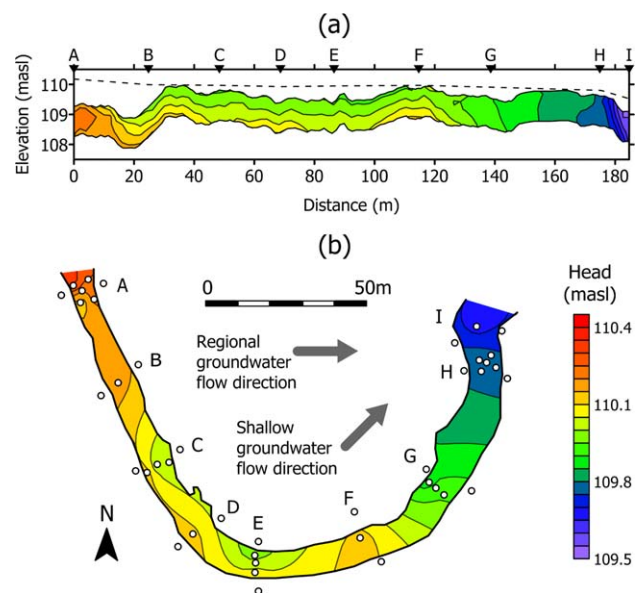 (a)
A B C D E F G H I
Elevation (masl)
110
109
108
0 20 40 60 80 100 120 140 160 180
Distance (m)
(b)
0 50m
Head
(masl)
110.4
110.1
109.8
109.5
Regional
groundwater
flow direction
Shallow
groundwater
flow direction
A
B
C
D
E
F
G
H
I
N